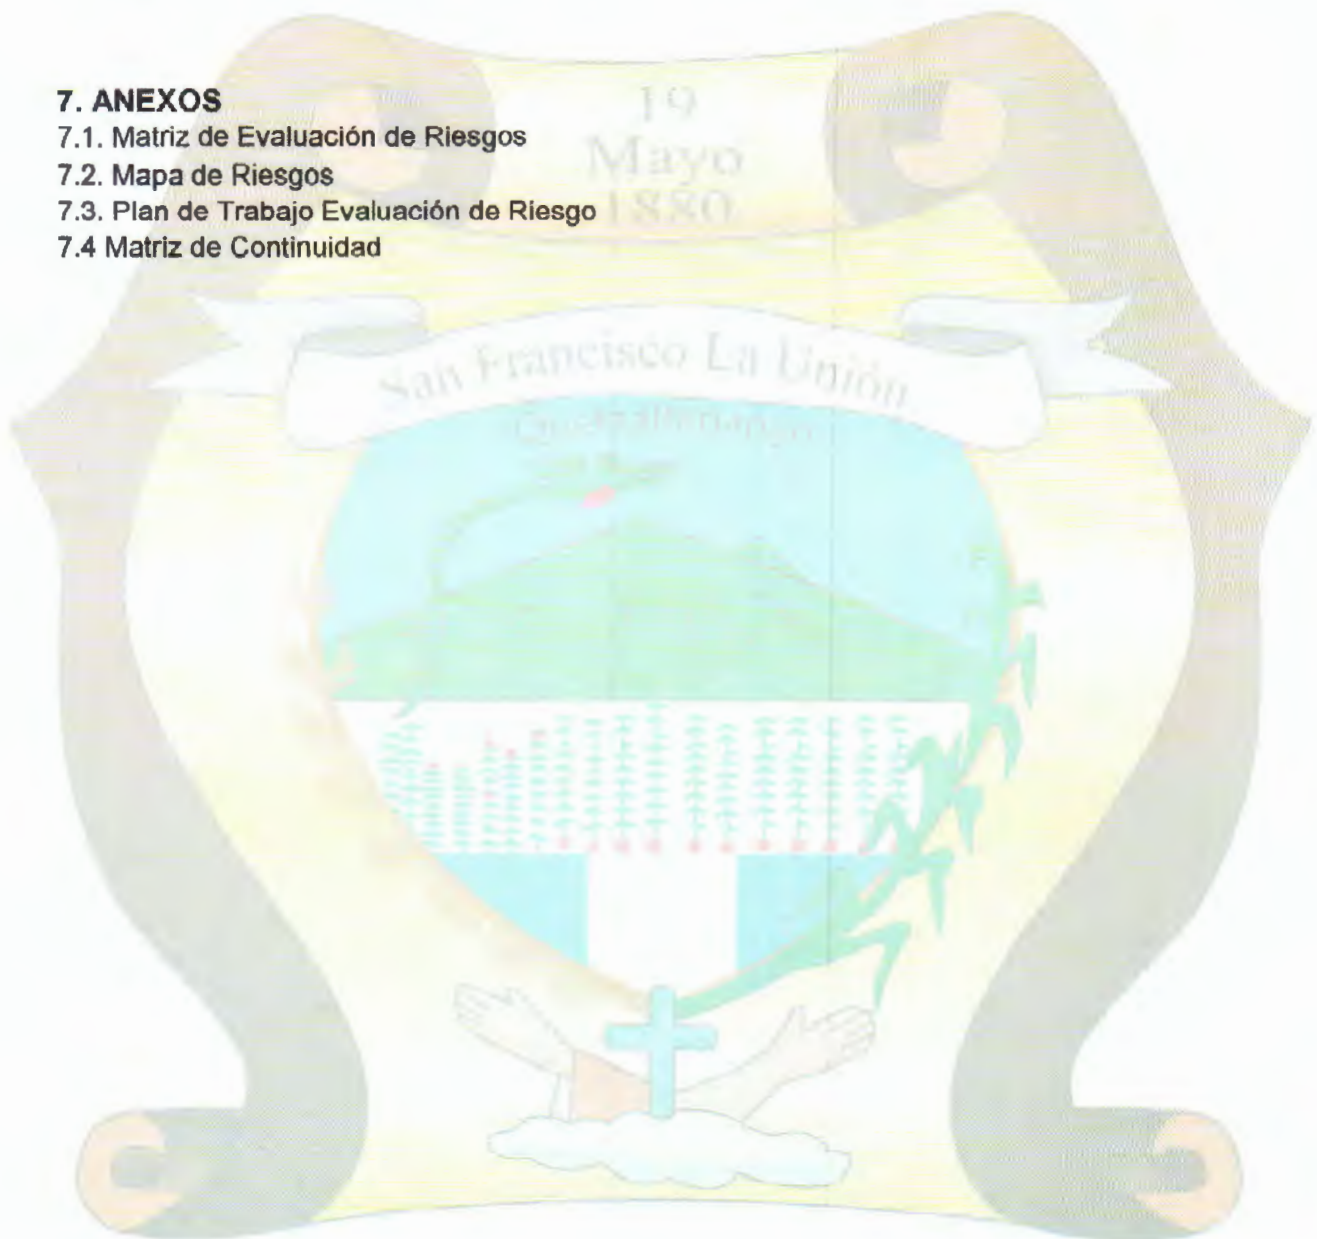 7. ANEXOS
7.1. Matriz de Evaluación de Riesgos
7.2. Mapa de Riesgos
7.3. Plan de Trabajo Evaluación de Riesgo
7.4 Matriz de Continuidad
19
Mayo
1880
San Francisco La Unión
Quetzaltenango